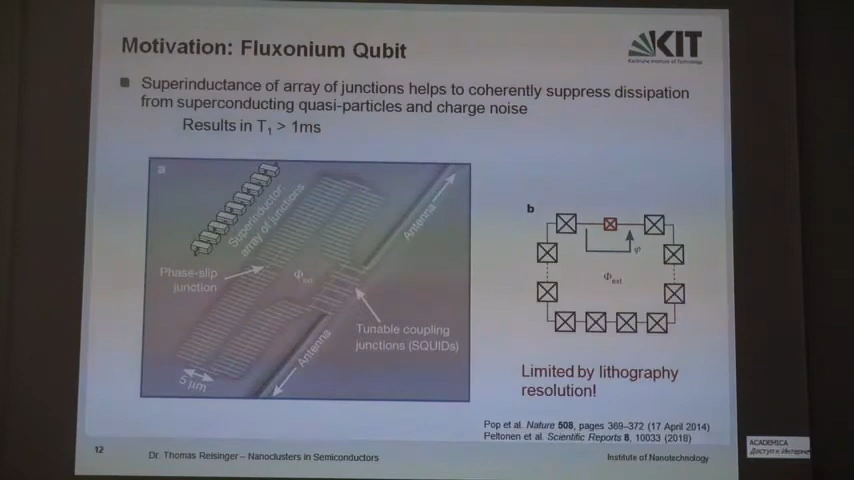 Motivation: Fluxonium Qubit
KIT
Karlsruhe Institute of Technology
Superinductance of array of junctions helps to coherently suppress dissipation
from superconducting quasi-particles and charge noise
Results in T₁ > 1ms
a
Superinductor:
array of junctions
Antenna
Phase-slip
junction
Φext
Tunable coupling
junctions (SQUIDs)
Antenna
5 μm
b
φ
Φext
Limited by lithography
resolution!
Pop et al. Nature 508, pages 369–372 (17 April 2014)
Peltonen et al. Scientific Reports 8, 10033 (2018)
12
Dr. Thomas Reisinger – Nanoclusters in Semiconductors
Institute of Nanotechnology
ACADEMICA
Доступ к Интерне